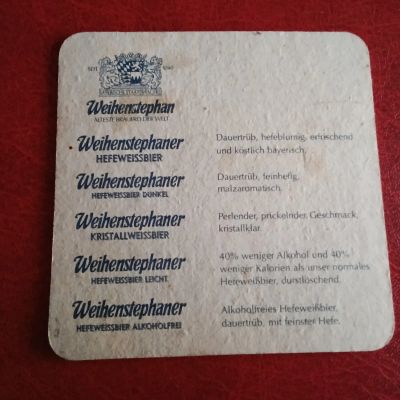 SEIT 1040
Weihenstephan
ÄLTESTE BRAUEREI DER WELT
Weihenstephaner
HEFEWEISSBIER
Dauertrüb, hefeblumig, erfrischend
und köstlich bayerisch.
Weihenstephaner
HEFEWEISSBIER DUNKEL
Dauertrüb, feinhefig,
malzaromatisch.
Weihenstephaner
KRISTALLWEISSBIER
Perlender, prickelnder Geschmack,
kristallklar.
Weihenstephaner
HEFEWEISSBIER LEICHT
40% weniger Alkohol und 40%
weniger Kalorien als unser normales
Hefeweißbier, durstlöschend.
Weihenstephaner
HEFEWEISSBIER ALKOHOLFREI
Alkoholfreies Hefeweißbier,
dauertrüb, mit feinster Hefe.